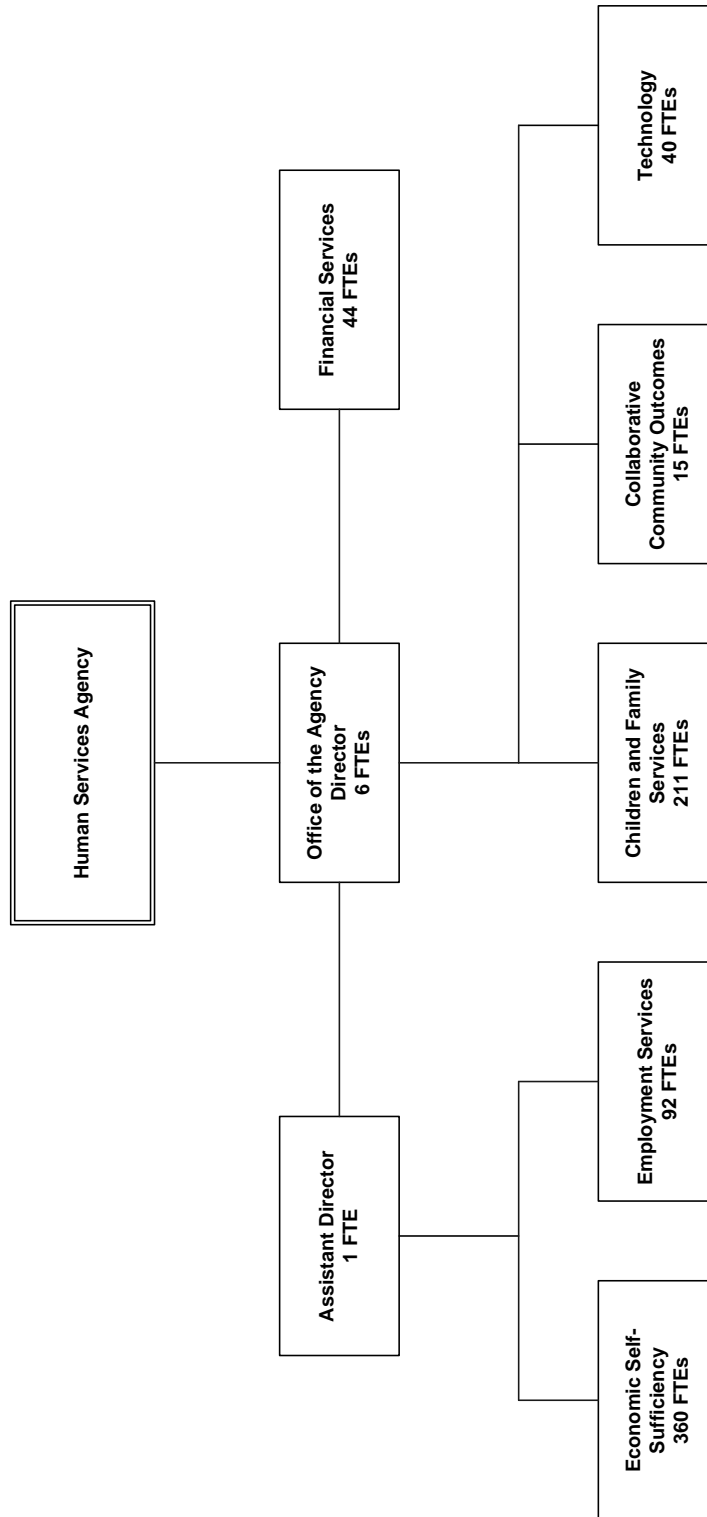 Human Services Agency
Assistant Director
1 FTE
Office of the Agency
Director
6 FTEs
Financial Services
44 FTEs
Economic Self-
Sufficiency
360 FTEs
Employment Services
92 FTEs
Children and Family
Services
211 FTEs
Collaborative
Community Outcomes
15 FTEs
Technology
40 FTEs